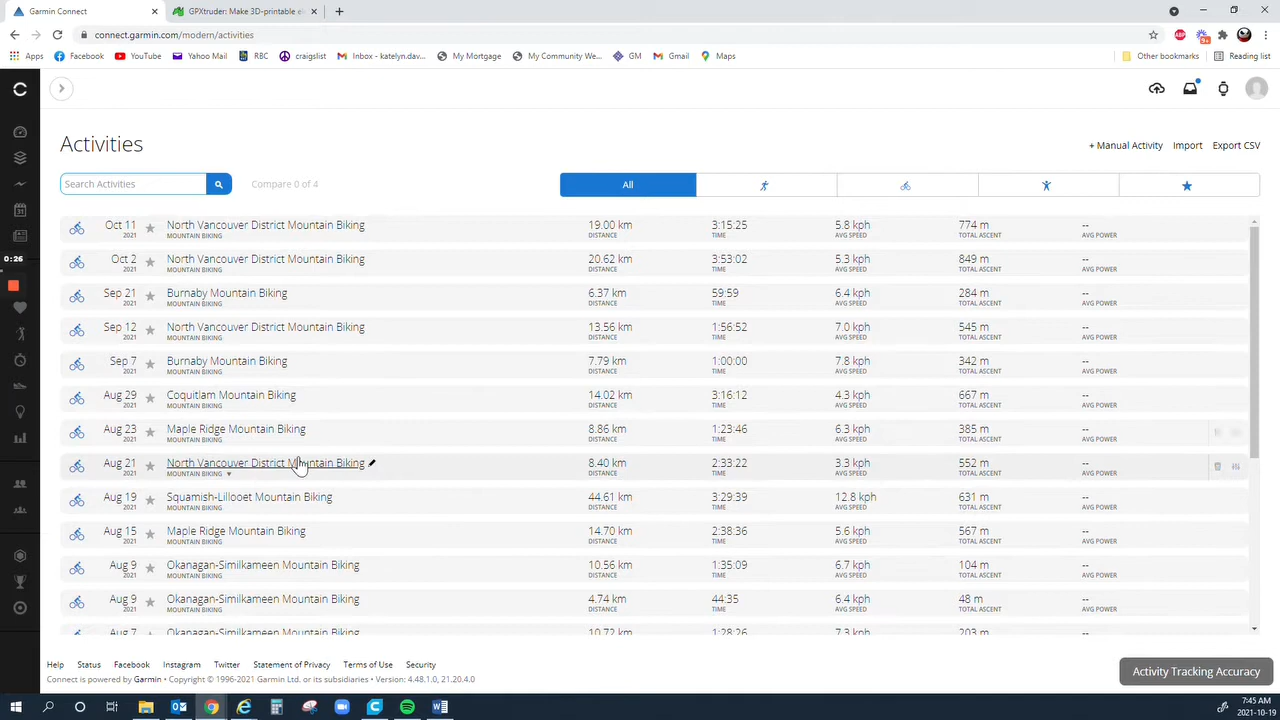 Garmin Connect
GPXtruder: Make 3D-printable el
connect.garmin.com/modern/activities
Apps Facebook YouTube Yahoo Mail RBC craigslist Inbox - katelyn.dav... My Mortgage My Community We... GM Gmail Maps Other bookmarks Reading list
Activities
+ Manual Activity Import Export CSV
Search Activities Compare 0 of 4 All
Oct 11 North Vancouver District Mountain Biking 19.00 km 3:15:25 5.8 kph 774 m --
2021 MOUNTAIN BIKING DISTANCE TIME AVG SPEED TOTAL ASCENT AVG POWER
0:26
Oct 2 North Vancouver District Mountain Biking 20.62 km 3:53:02 5.3 kph 849 m --
2021 MOUNTAIN BIKING DISTANCE TIME AVG SPEED TOTAL ASCENT AVG POWER
Sep 21 Burnaby Mountain Biking 6.37 km 59:59 6.4 kph 284 m --
2021 MOUNTAIN BIKING DISTANCE TIME AVG SPEED TOTAL ASCENT AVG POWER
Sep 12 North Vancouver District Mountain Biking 13.56 km 1:56:52 7.0 kph 545 m --
2021 MOUNTAIN BIKING DISTANCE TIME AVG SPEED TOTAL ASCENT AVG POWER
Sep 7 Burnaby Mountain Biking 7.79 km 1:00:00 7.8 kph 342 m --
2021 MOUNTAIN BIKING DISTANCE TIME AVG SPEED TOTAL ASCENT AVG POWER
Aug 29 Coquitlam Mountain Biking 14.02 km 3:16:12 4.3 kph 667 m --
2021 MOUNTAIN BIKING DISTANCE TIME AVG SPEED TOTAL ASCENT AVG POWER
Aug 23 Maple Ridge Mountain Biking 8.86 km 1:23:46 6.3 kph 385 m --
2021 MOUNTAIN BIKING DISTANCE TIME AVG SPEED TOTAL ASCENT AVG POWER
Aug 21 North Vancouver District Mountain Biking 8.40 km 2:33:22 3.3 kph 552 m --
2021 MOUNTAIN BIKING DISTANCE TIME AVG SPEED TOTAL ASCENT AVG POWER
Aug 19 Squamish-Lillooet Mountain Biking 44.61 km 3:29:39 12.8 kph 631 m --
2021 MOUNTAIN BIKING DISTANCE TIME AVG SPEED TOTAL ASCENT AVG POWER
Aug 15 Maple Ridge Mountain Biking 14.70 km 2:38:36 5.6 kph 567 m --
2021 MOUNTAIN BIKING DISTANCE TIME AVG SPEED TOTAL ASCENT AVG POWER
Aug 9 Okanagan-Similkameen Mountain Biking 10.56 km 1:35:09 6.7 kph 104 m --
2021 MOUNTAIN BIKING DISTANCE TIME AVG SPEED TOTAL ASCENT AVG POWER
Aug 9 Okanagan-Similkameen Mountain Biking 4.74 km 44:35 6.4 kph 48 m --
2021 MOUNTAIN BIKING DISTANCE TIME AVG SPEED TOTAL ASCENT AVG POWER
Aug 7 Okanagan-Similkameen Mountain Biking 10.72 km 1:28:26 7.3 kph 203 m --
Help Status Facebook Instagram Twitter Statement of Privacy Terms of Use Security
Connect is powered by Garmin • Copyright © 1996-2021 Garmin Ltd. or its subsidiaries • Version: 4.48.1.0, 21.20.4.0
Activity Tracking Accuracy
7:45 AM
2021-10-19